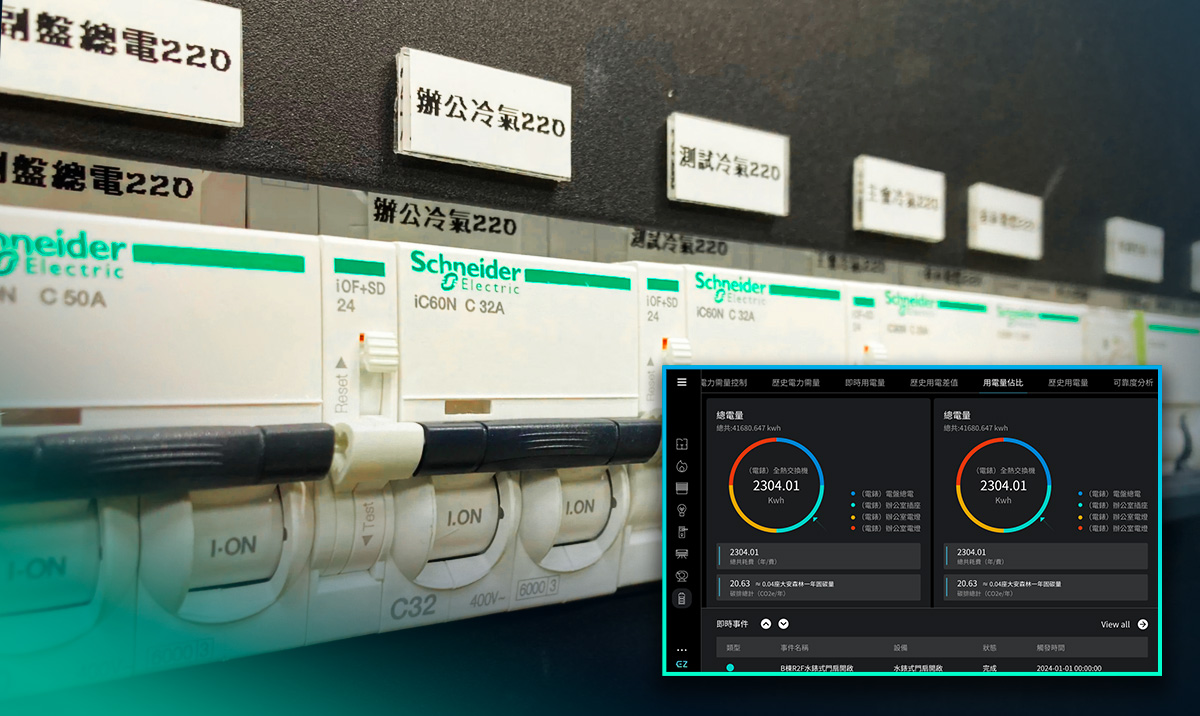 副盤總電220
辦公冷氣220
測試冷氣220
主會冷氣220
副盤總電220
辦公冷氣220
測試冷氣220
Schneider
Electric
C 50A
iOF+SD
24
Reset
Schneider
Electric
iC60N C 32A
iOF+SD
24
Reset
Schneider
Electric
iC60N C 32A
Schneider
I-ON
I·ON
Test
I.ON
I.ON
C32
400V~
6000 3
電力需量控制
歷史電力需量
即時用電量
歷史用電差值
用電量佔比
歷史用電量
可靠度分析
總電量
總共:41680.647 kwh
(電錶) 全熱交換機
2304.01
Kwh
(電錶) 電盤總電
(電錶) 辦公室插座
(電錶) 辦公室電燈
(電錶) 辦公室電燈
2304.01
總共耗費 (年/費)
20.63 ≈ 0.04座大安森林一年固碳量
碳排總計 (CO2e/年)
總電量
總共:41680.647 kwh
(電錶) 全熱交換機
2304.01
Kwh
(電錶) 電盤總電
(電錶) 辦公室插座
(電錶) 辦公室電燈
(電錶) 辦公室電燈
2304.01
總共耗費 (年/費)
20.63 ≈ 0.04座大安森林一年固碳量
碳排總計 (CO2e/年)
即時事件
View all
類型 事件名稱 設備 狀態 觸發時間
B棟R2F水錶式門扇開啟 水錶式門扇開啟 完成 2024-01-01 00:00:00
EZ